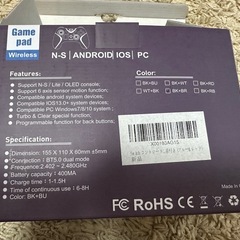 Game
pad
Wireless
N-S | ANDROID | IOS | PC
Features:
Support N-S / Lite / OLED console.
Support 6 axis sensor motion function.
Compatible android system devices.
Compatible iOS13.0+ system devices.
Compatible PC Windows7/8/10 system.
Turbo & Clear special function;
Programmable function for back buttons;
Color:
BK+BU
BK+WT
BK+RD
WT+BK
BK+BR
BK+RB
Specification:
Dimension: 155 X 110 X 60mm ±5mm
Connection: BT5.0 dual mode
Frequency: 2.402 - 2.480GHz
Battery capacity: 400MA
Charge time: 1-1.5H
Time of continuous use: 6-8H
Color: BK+BU
新品
FC CE RoHS